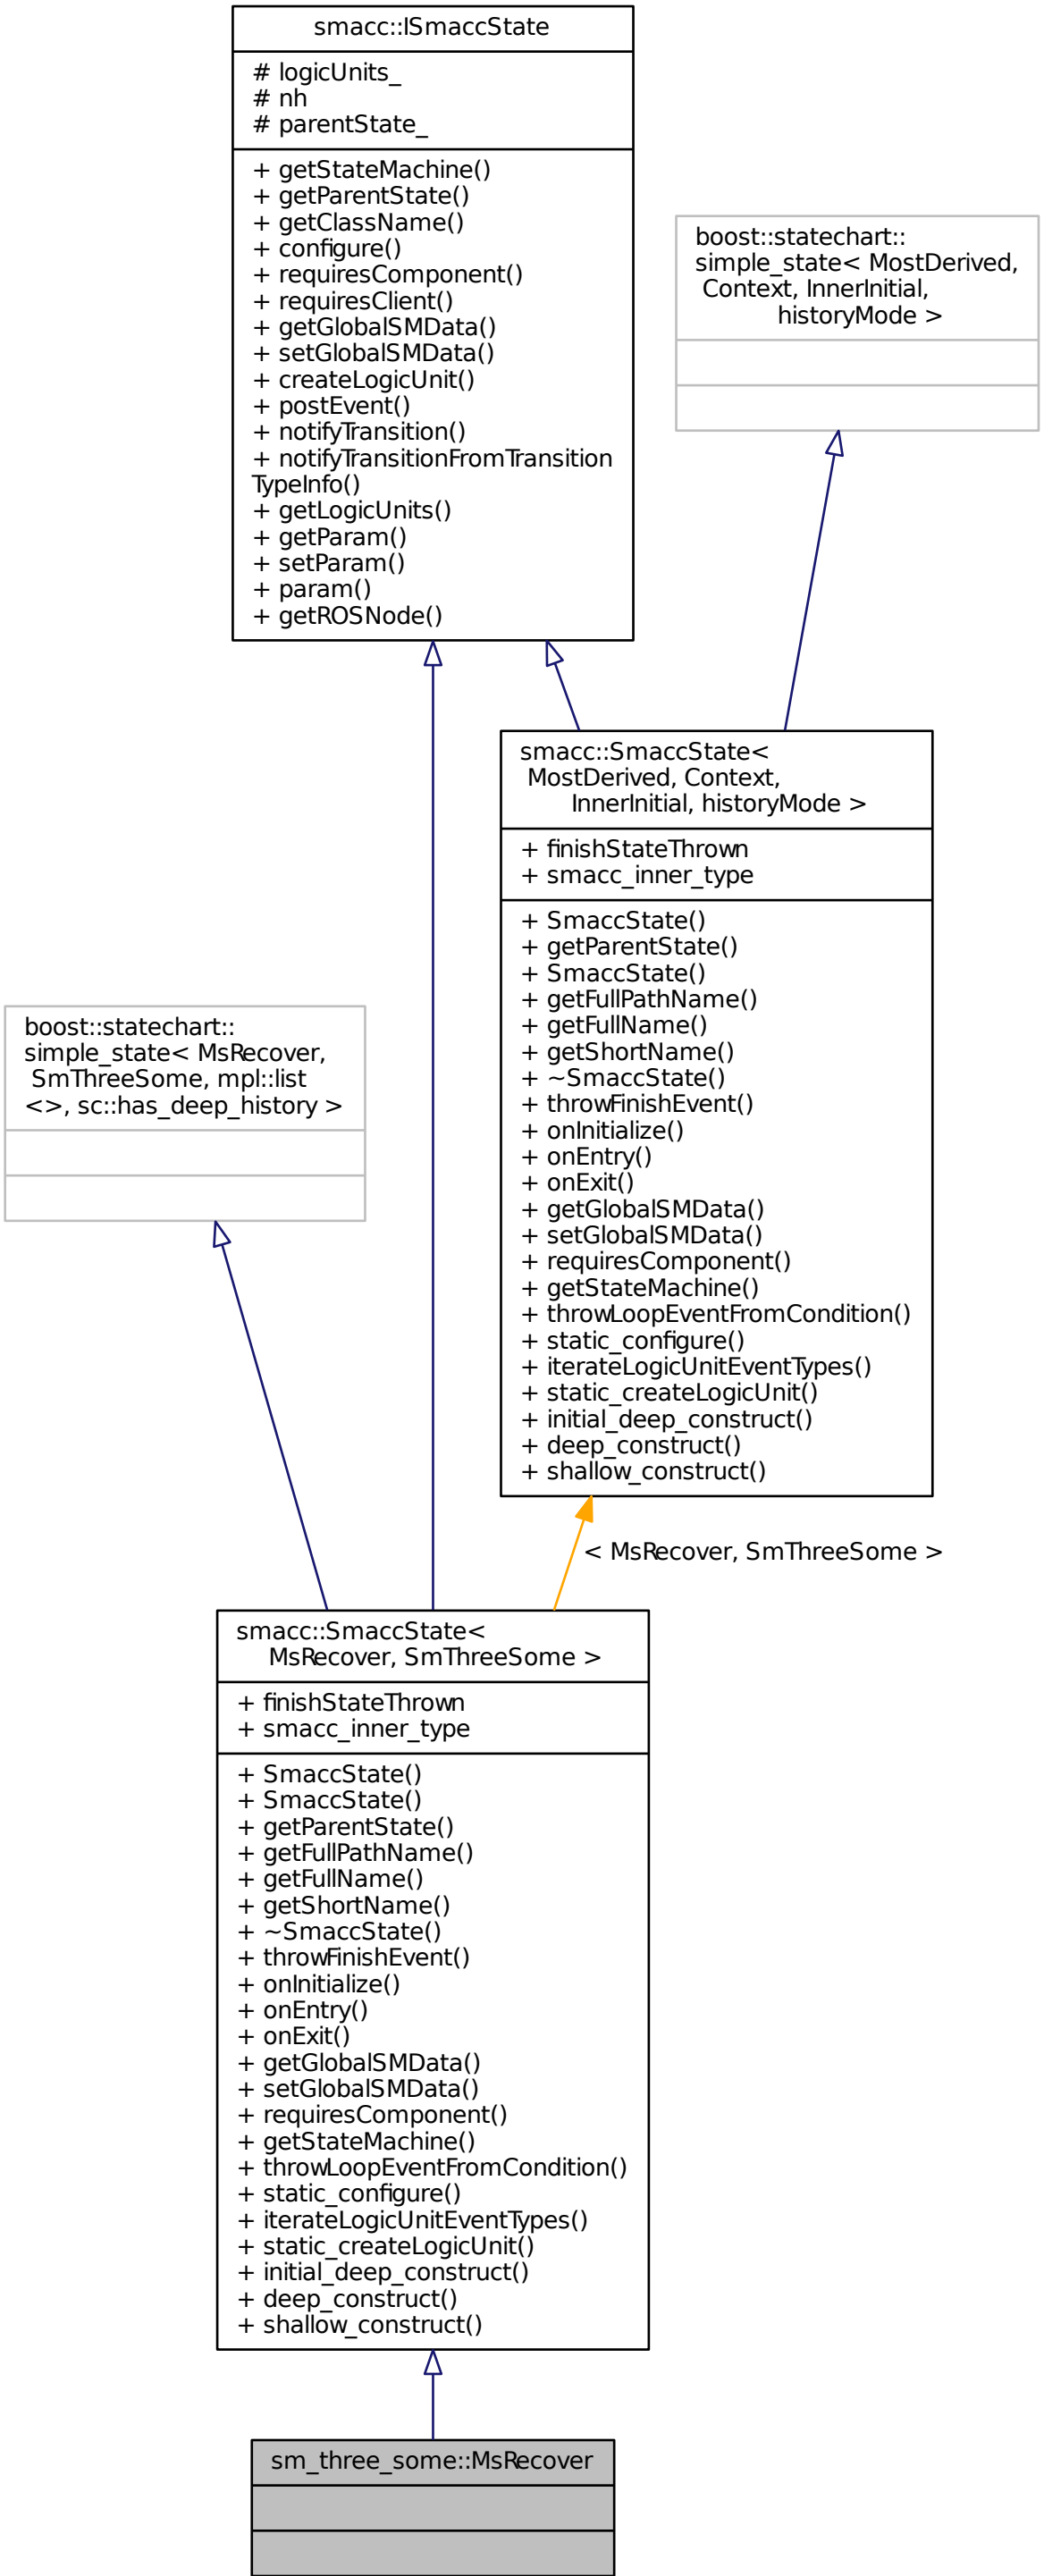 smacc::ISmaccState
# logicUnits_
# nh
# parentState_
+ getStateMachine()
+ getParentState()
+ getClassName()
+ configure()
+ requiresComponent()
+ requiresClient()
+ getGlobalSMData()
+ setGlobalSMData()
+ createLogicUnit()
+ postEvent()
+ notifyTransition()
+ notifyTransitionFromTransition
TypeInfo()
+ getLogicUnits()
+ getParam()
+ setParam()
+ param()
+ getROSNode()
boost::statechart::
simple_state< MostDerived,
Context, InnerInitial,
historyMode >
smacc::SmaccState<
MostDerived, Context,
InnerInitial, historyMode >
+ finishStateThrown
+ smacc_inner_type
+ SmaccState()
+ getParentState()
+ SmaccState()
+ getFullPathName()
+ getFullName()
+ getShortName()
+ ~SmaccState()
+ throwFinishEvent()
+ onInitialize()
+ onEntry()
+ onExit()
+ getGlobalSMData()
+ setGlobalSMData()
+ requiresComponent()
+ getStateMachine()
+ throwLoopEventFromCondition()
+ static_configure()
+ iterateLogicUnitEventTypes()
+ static_createLogicUnit()
+ initial_deep_construct()
+ deep_construct()
+ shallow_construct()
boost::statechart::
simple_state< MsRecover,
SmThreeSome, mpl::list
<>, sc::has_deep_history >
< MsRecover, SmThreeSome >
smacc::SmaccState<
MsRecover, SmThreeSome >
+ finishStateThrown
+ smacc_inner_type
+ SmaccState()
+ SmaccState()
+ getParentState()
+ getFullPathName()
+ getFullName()
+ getShortName()
+ ~SmaccState()
+ throwFinishEvent()
+ onInitialize()
+ onEntry()
+ onExit()
+ getGlobalSMData()
+ setGlobalSMData()
+ requiresComponent()
+ getStateMachine()
+ throwLoopEventFromCondition()
+ static_configure()
+ iterateLogicUnitEventTypes()
+ static_createLogicUnit()
+ initial_deep_construct()
+ deep_construct()
+ shallow_construct()
sm_three_some::MsRecover